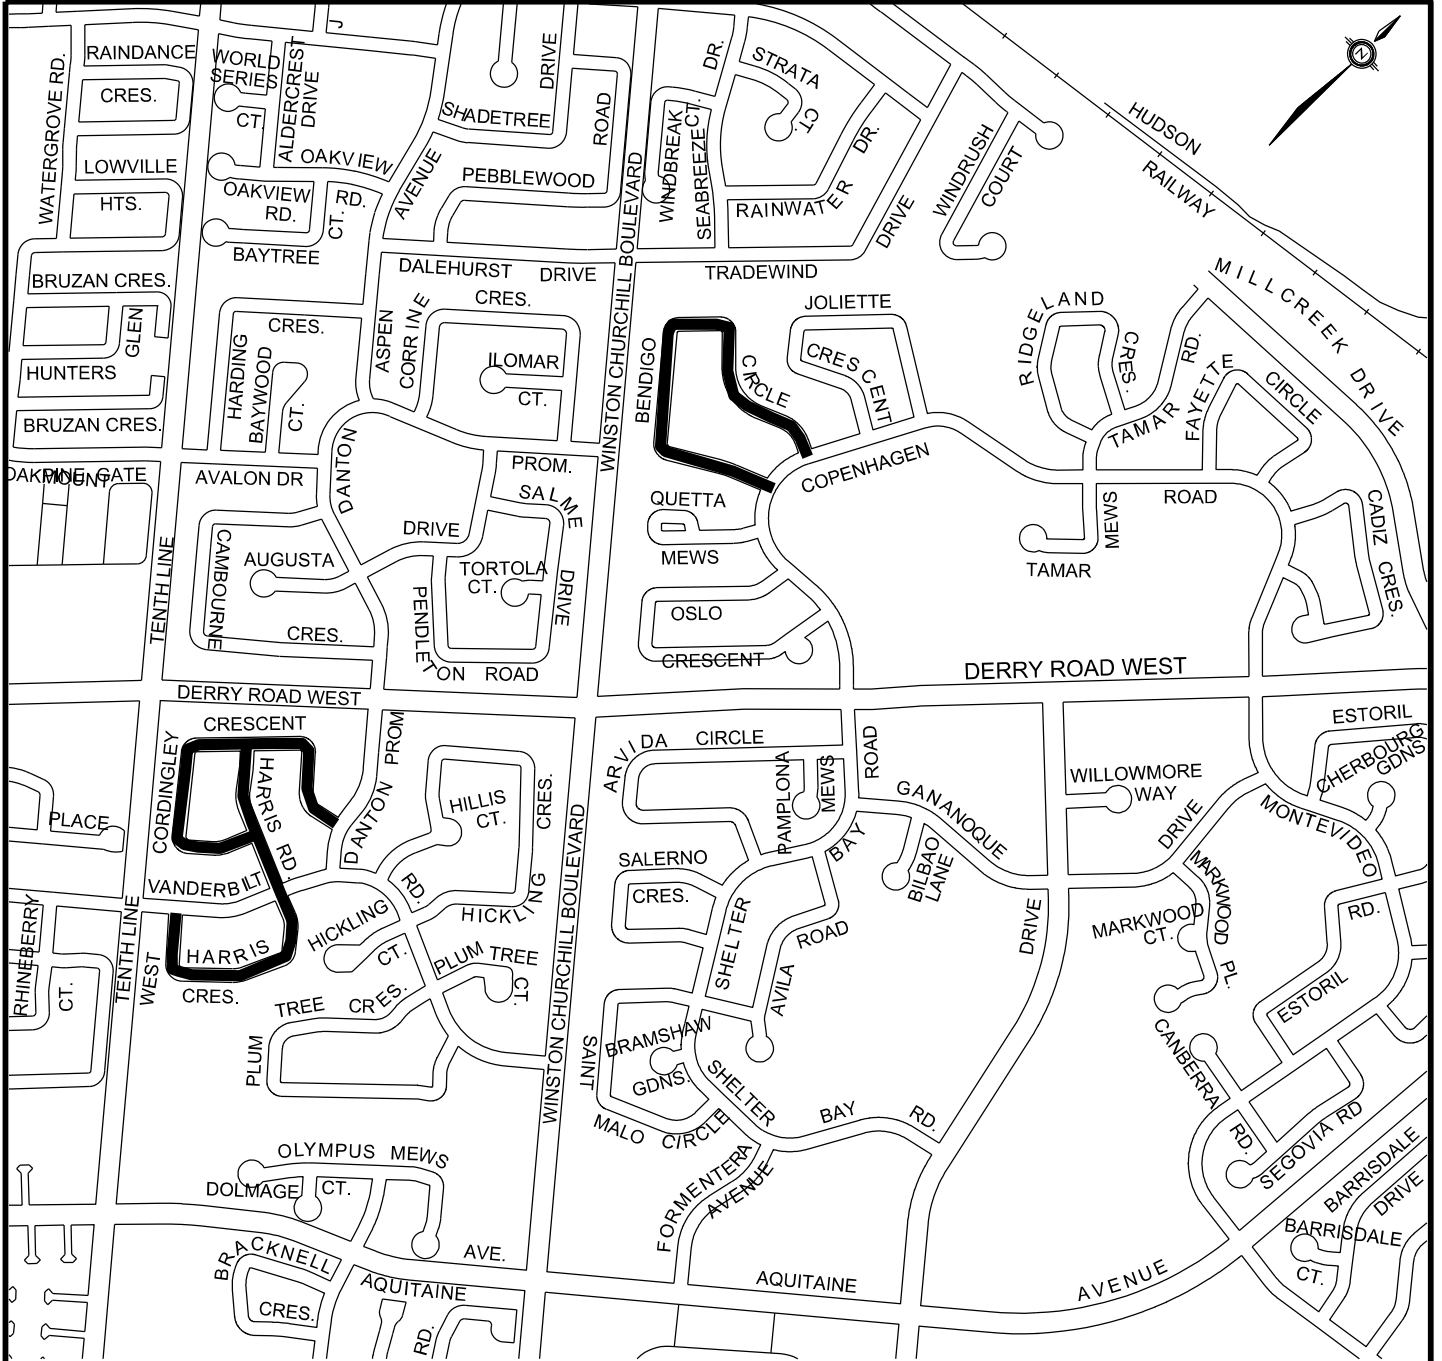 RAINDANCE
CRES.
WATERGROVE RD.
LOWVILLE
HTS.
BRUZAN CRES.
GLEN
HUNTERS
BRUZAN CRES.
OAKPINE GATE
MOUNT
WORLD
SERIES
CT.
ALDERCREST
DRIVE
J
OAKVIEW
RD.
OAKVIEW
RD.
CT.
BAYTREE
AVENUE
SHADETREE
DRIVE
ROAD
PEBBLEWOOD
DALEHURST DRIVE
CRES.
HARDING
BAYWOOD
CT.
ASPEN
CORRINE
CRES.
ILOMAR
CT.
AVALON DR
DANTON
PROM.
SALME
DRIVE
DRIVE
TORTOLA
CT.
AUGUSTA
CAMBOURNE
CRES.
PENDLETON ROAD
TENTH LINE
WINSTON CHURCHILL BOULEVARD
WINSTON CHURCHILL BOULEVARD
DR.
STRATA
CT.
WINDBREAK
CT.
SEABREEZE
RAINWATER
DR.
DRIVE
TRADEWIND
WINDRUSH
COURT
N
HUDSON
RAILWAY
MILLCREEK DRIVE
BENDIGO
CIRCLE
JOLIETTE
CRESCENT
COPENHAGEN
ROAD
RIDGELAND
CRES.
TAMAR
RD.
FAYETTE
CIRCLE
CADIZ
CRES.
MEWS
TAMAR
QUETTA
MEWS
OSLO
CRESCENT
DERRY ROAD WEST
DERRY ROAD WEST
CORDINGLEY
CRESCENT
HARRIS RD.
VANDERBILT
HARRIS
CRES.
DANTON PROM
PLACE
RHINEBERRY
CT.
TENTH LINE
WEST
HILLIS
CT.
CRES.
HICKLING
RD.
HICKLING
CT.
PLUM TREE
CT.
PLUM TREE CRES.
WINSTON CHURCHILL BOULEVARD
ARVIDA CIRCLE
PAMPLONA
MEWS
ROAD
BAY
SHELTER
GANANOQUE
DRIVE
BILBAO
LANE
SALERNO
CRES.
AVILA
ROAD
SAINT
MALO CIRCLE
BRAMSHAW
GDNS.
SHELTER BAY RD.
FORMENTERA
AVENUE
WILLOWMORE
WAY
DRIVE
MARKWOOD
PL.
MARKWOOD
CT.
ESTORIL
CHERBOURG
GDNS
MONTEVIDEO
RD.
ESTORIL
CANBERRA
RD.
SEGOVIA RD
BARRISDALE
DRIVE
BARRISDALE
CT.
OLYMPUS MEWS
DOLMAGE
CT.
BRACKNELL
CRES.
AVE.
AQUITAINE
RD.
AQUITAINE
AVENUE